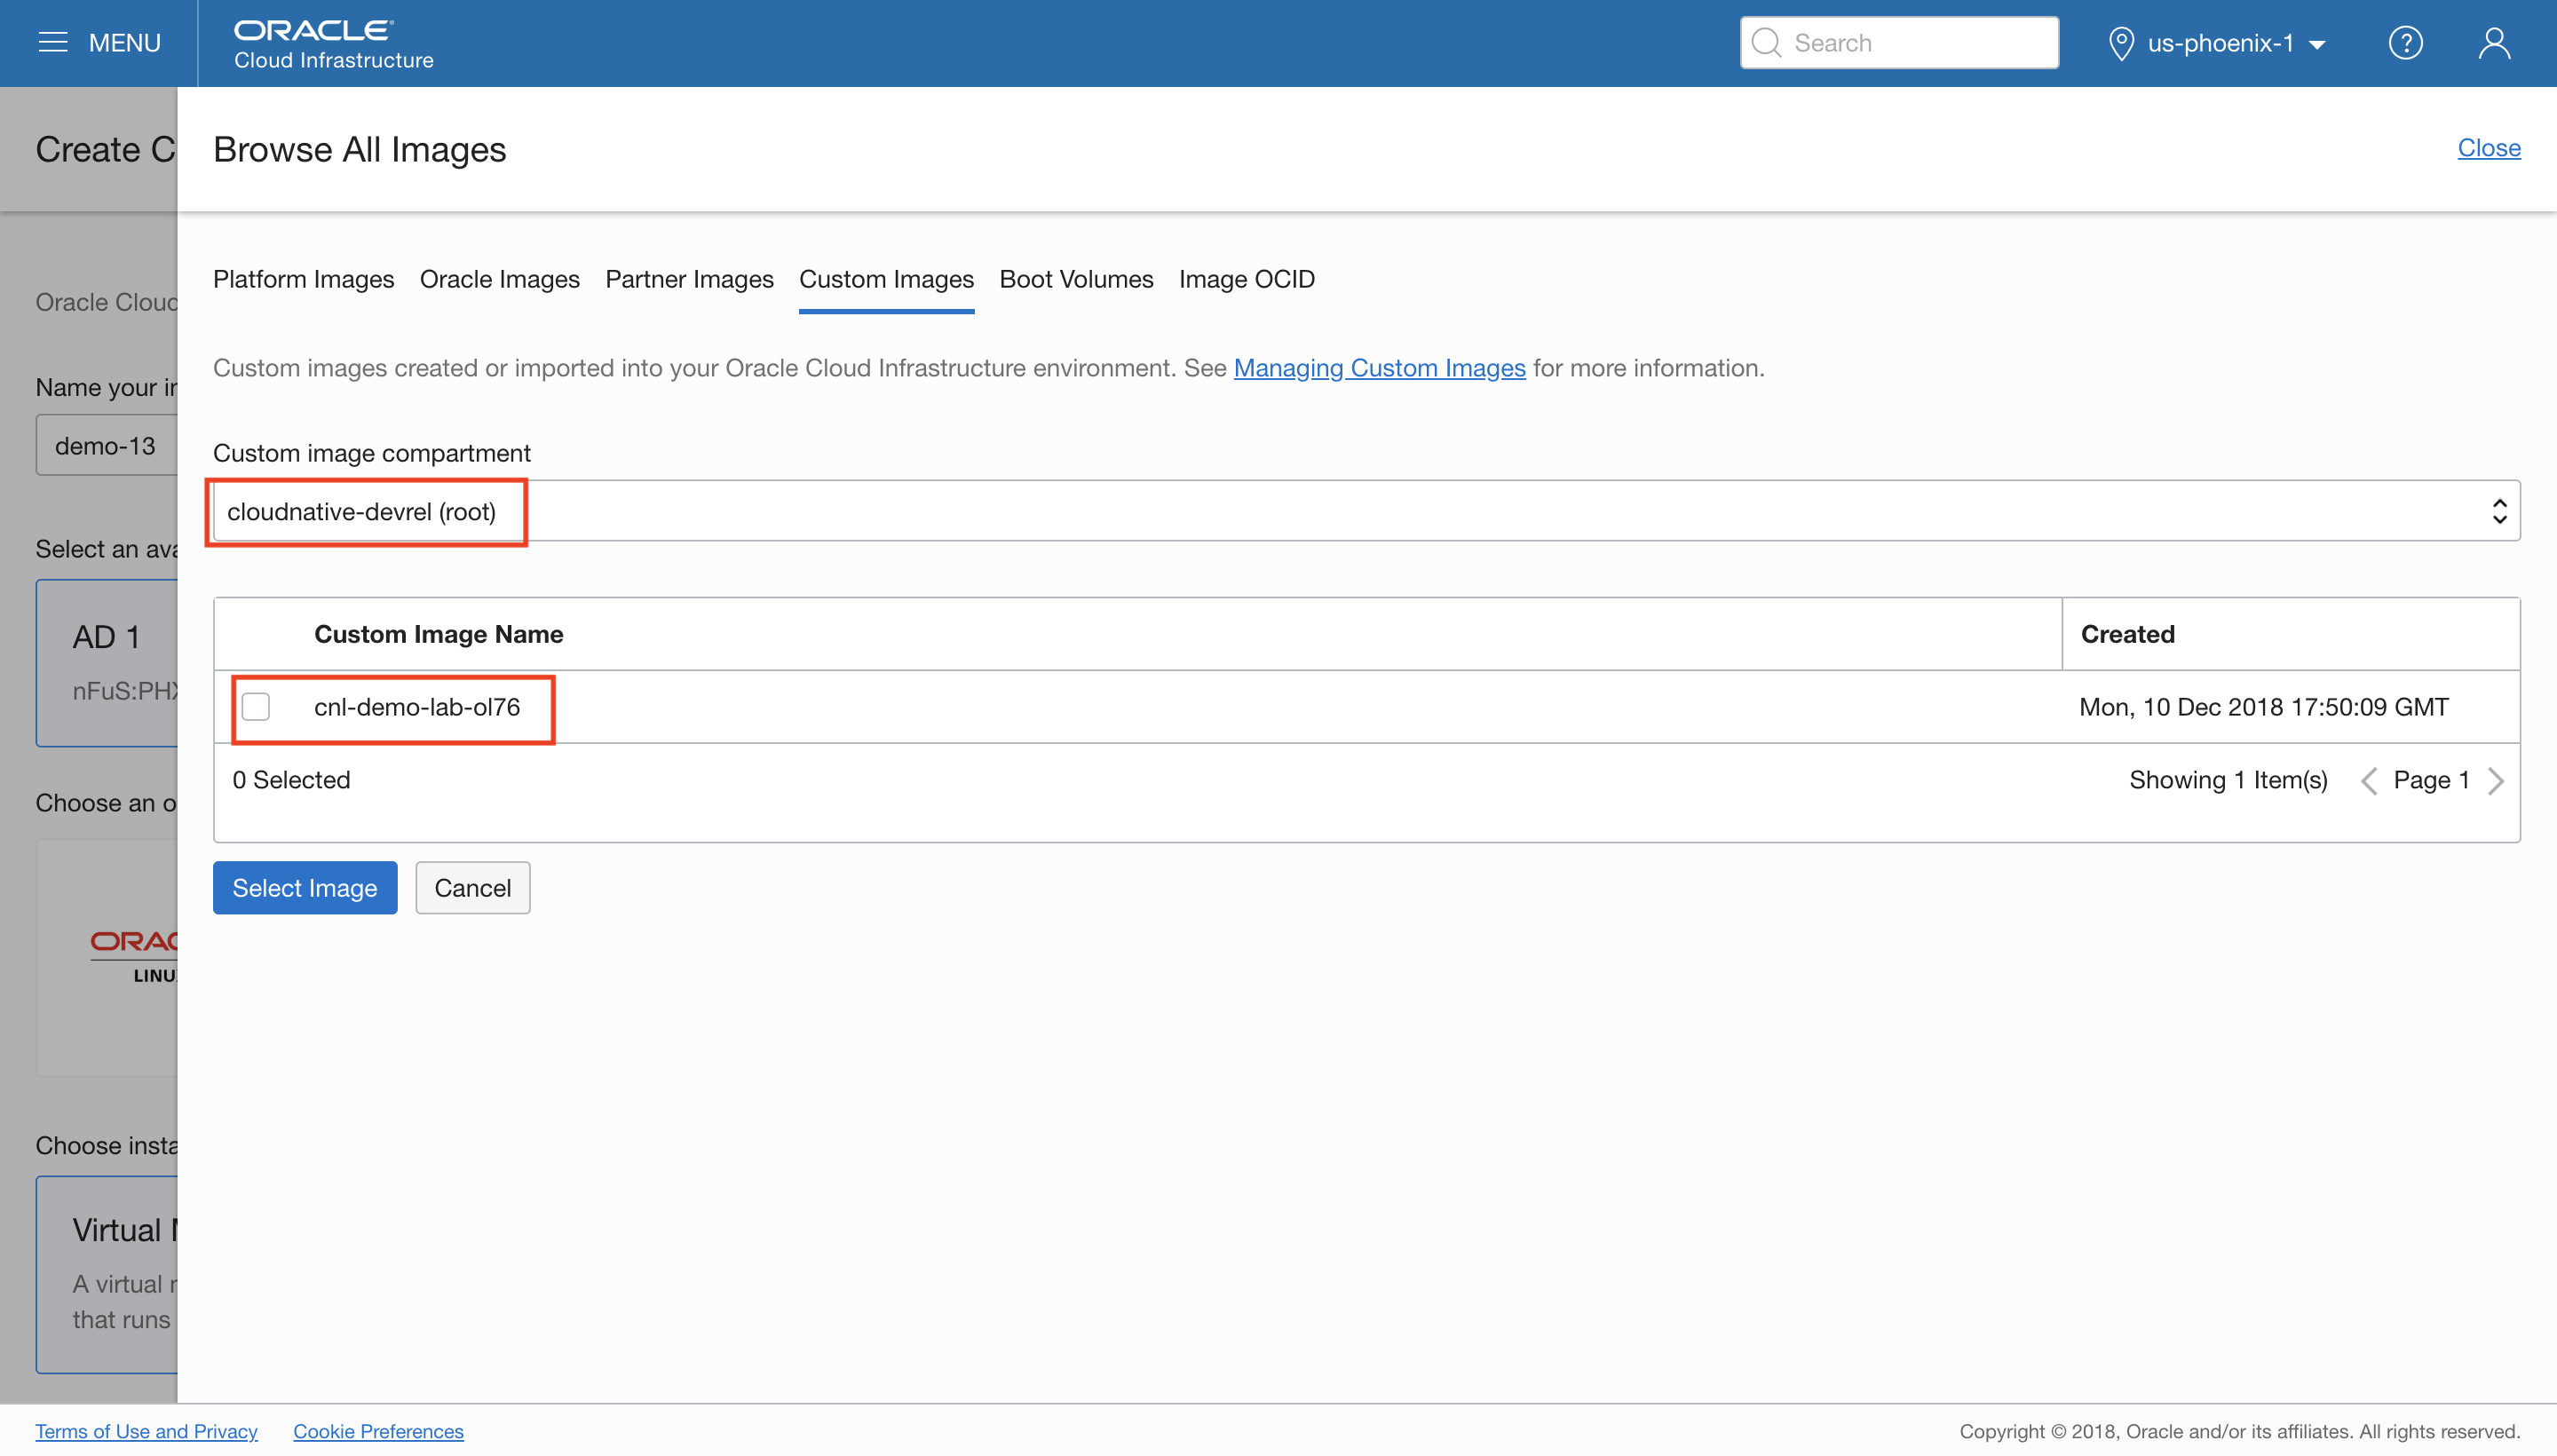 MENU
ORACLE
Cloud Infrastructure
Search
us-phoenix-1
?
Create C
Browse All Images
Close
Platform Images Oracle Images Partner Images Custom Images Boot Volumes Image OCID
Oracle Cloud
Custom images created or imported into your Oracle Cloud Infrastructure environment. See Managing Custom Images for more information.
Name your in
demo-13
Custom image compartment
cloudnative-devrel (root)
Select an ava
AD 1
nFuS:PHX
Custom Image Name Created
cnl-demo-lab-ol76 Mon, 10 Dec 2018 17:50:09 GMT
0 Selected Showing 1 Item(s) Page 1
Choose an o
Select Image Cancel
ORAC
LINU
Choose insta
Virtual
A virtual
that runs
Terms of Use and Privacy Cookie Preferences Copyright © 2018, Oracle and/or its affiliates. All rights reserved.